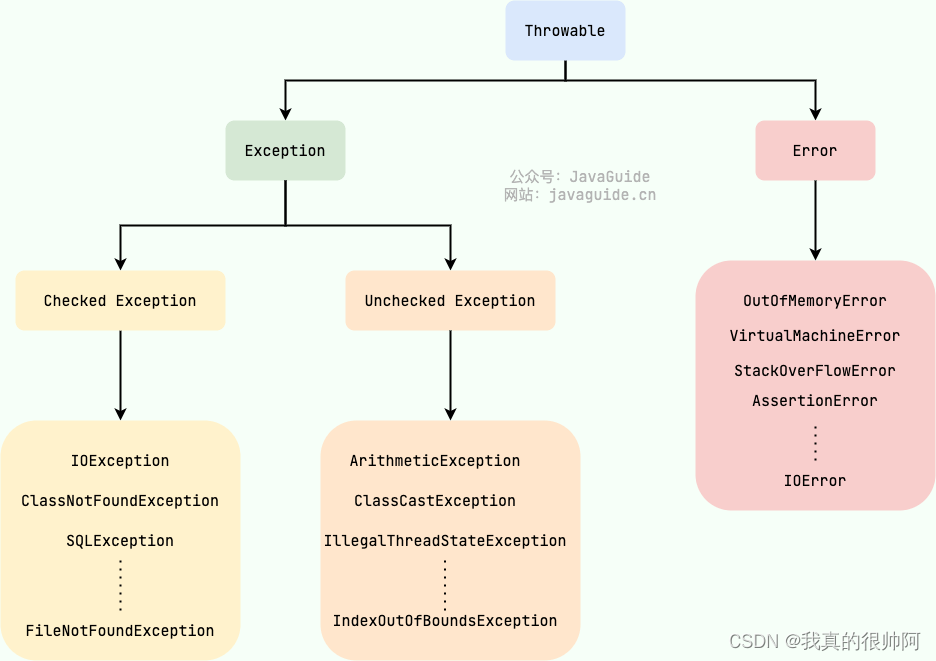 Throwable
Exception
Error
公众号：JavaGuide
网站：javaguide.cn
Checked Exception
Unchecked Exception
OutOfMemoryError
VirtualMachineError
StackOverFlowError
AssertionError
IOError
IOException
ClassNotFoundException
SQLException
FileNotFoundException
ArithmeticException
ClassCastException
IllegalThreadStateException
IndexOutOfBoundsException
CSDN @我真的很帅阿